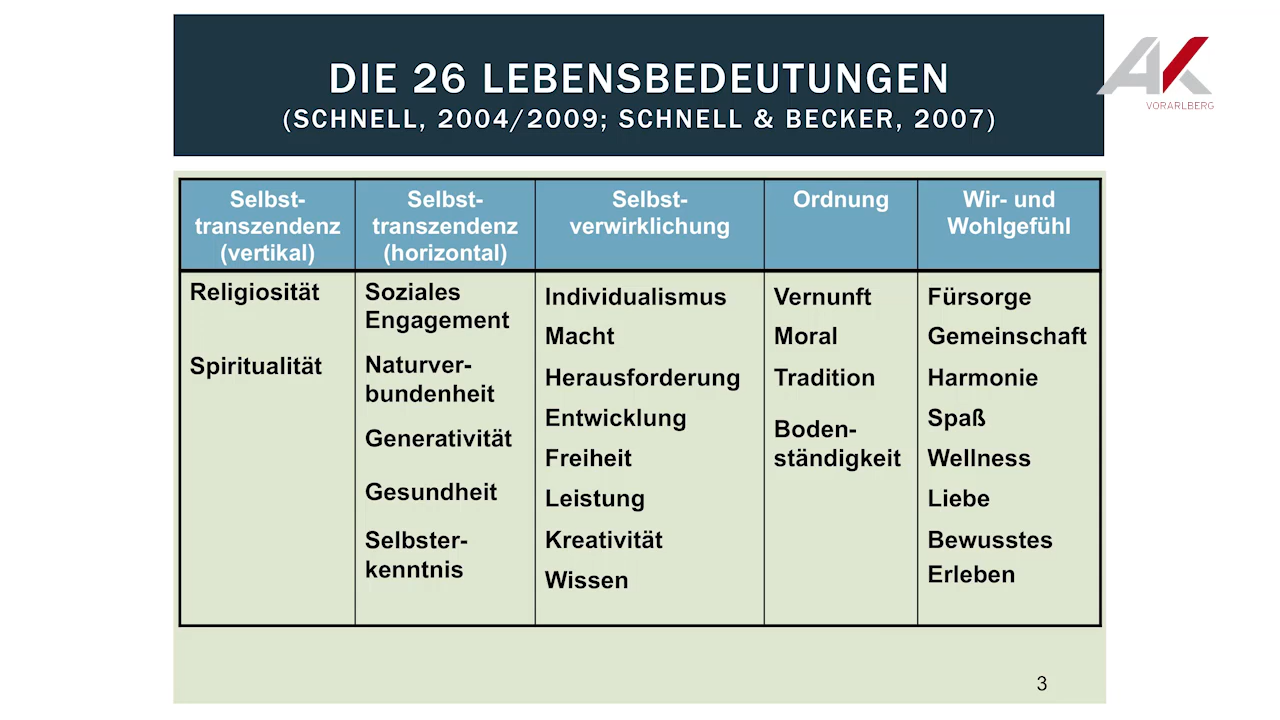 DIE 26 LEBENSBEDEUTUNGEN
(SCHNELL, 2004/2009; SCHNELL & BECKER, 2007)
AK
VORARLBERG
Selbst-
transzendenz
(vertikal)
Selbst-
transzendenz
(horizontal)
Selbst-
verwirklichung
Ordnung
Wir- und
Wohlgefühl
Religiosität
Spiritualität
Soziales
Engagement
Naturver-
bundenheit
Generativität
Gesundheit
Selbster-
kenntnis
Individualismus
Macht
Herausforderung
Entwicklung
Freiheit
Leistung
Kreativität
Wissen
Vernunft
Moral
Tradition
Boden-
ständigkeit
Fürsorge
Gemeinschaft
Harmonie
Spaß
Wellness
Liebe
Bewusstes
Erleben
3